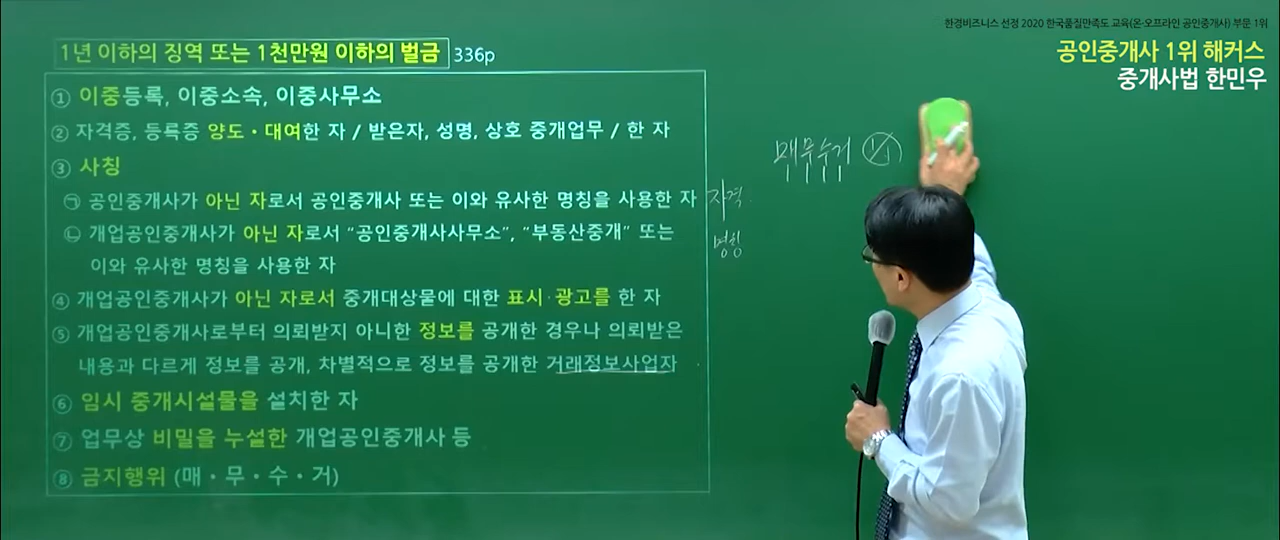 한경비즈니스 선정 2020 한국품질만족도 교육(온·오프라인 공인중개사) 부문 1위
공인중개사 1위 해커스
중개사법 한민우
1년 이하의 징역 또는 1천만원 이하의 벌금 336p
① 이중등록, 이중소속, 이중사무소
② 자격증, 등록증 양도·대여한 자 / 받은자, 성명, 상호 중개업무 / 한 자
③ 사칭
㉠ 공인중개사가 아닌 자로서 공인중개사 또는 이와 유사한 명칭을 사용한 자
㉡ 개업공인중개사가 아닌 자로서 “공인중개사사무소”, “부동산중개” 또는
이와 유사한 명칭을 사용한 자
④ 개업공인중개사가 아닌 자로서 중개대상물에 대한 표시·광고를 한 자
⑤ 개업공인중개사로부터 의뢰받지 아니한 정보를 공개한 경우나 의뢰받은
내용과 다르게 정보를 공개, 차별적으로 정보를 공개한 거래정보사업자
⑥ 임시 중개시설물을 설치한 자
⑦ 업무상 비밀을 누설한 개업공인중개사 등
⑧ 금지행위 (매·무·수·거)
매무수거 1/1
자격
명칭